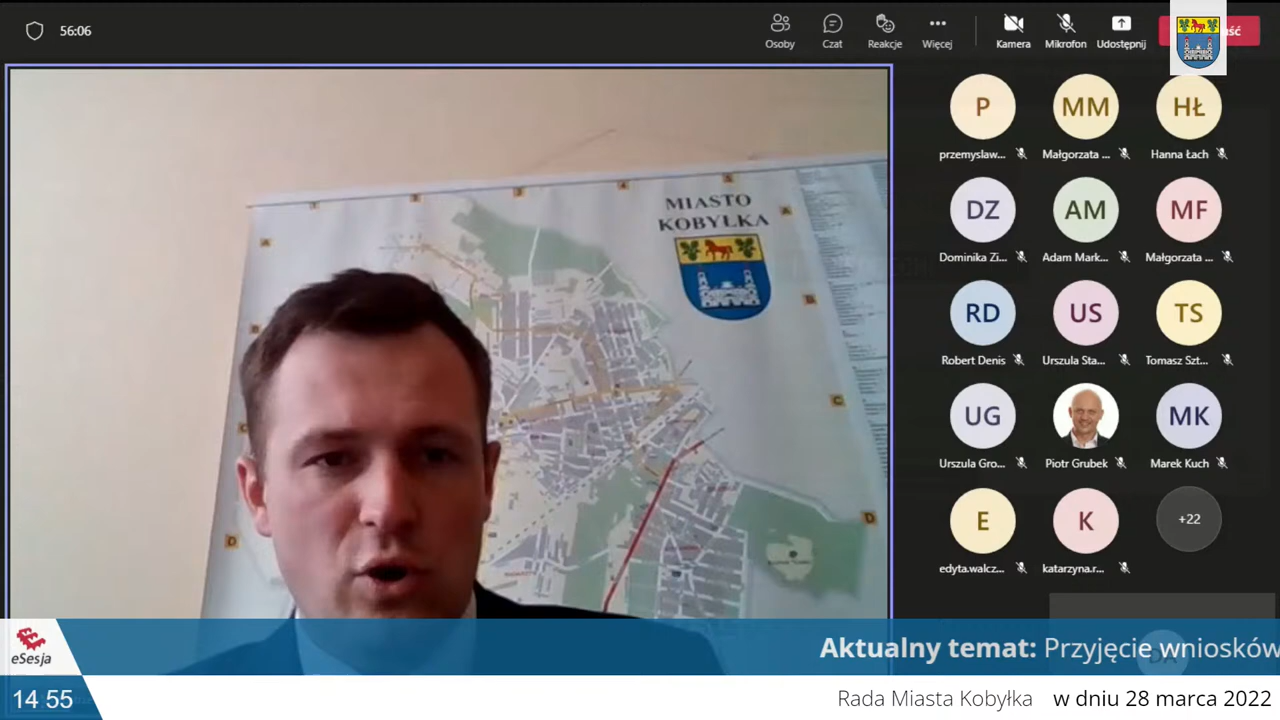 56:06
Osoby
Czat
Reakcje
Więcej
Kamera
Mikrofon
Udostępnij
ść
MIASTO
KOBYŁKA
A
A
B
C
D
D
P
MM
HŁ
przemyslaw...
Małgorzata ...
Hanna Łach
DZ
AM
MF
Dominika Zi...
Adam Mark...
Małgorzata ...
RD
US
TS
Robert Denis
Urszula Sta...
Tomasz Szt...
UG
MK
Urszula Gro...
Piotr Grubek
Marek Kuch
E
K
+22
edyta.walcz...
katarzyna.r...
eSesja
Aktualny temat: Przyjęcie wniosków
14 55
Rada Miasta Kobyłka w dniu 28 marca 2022